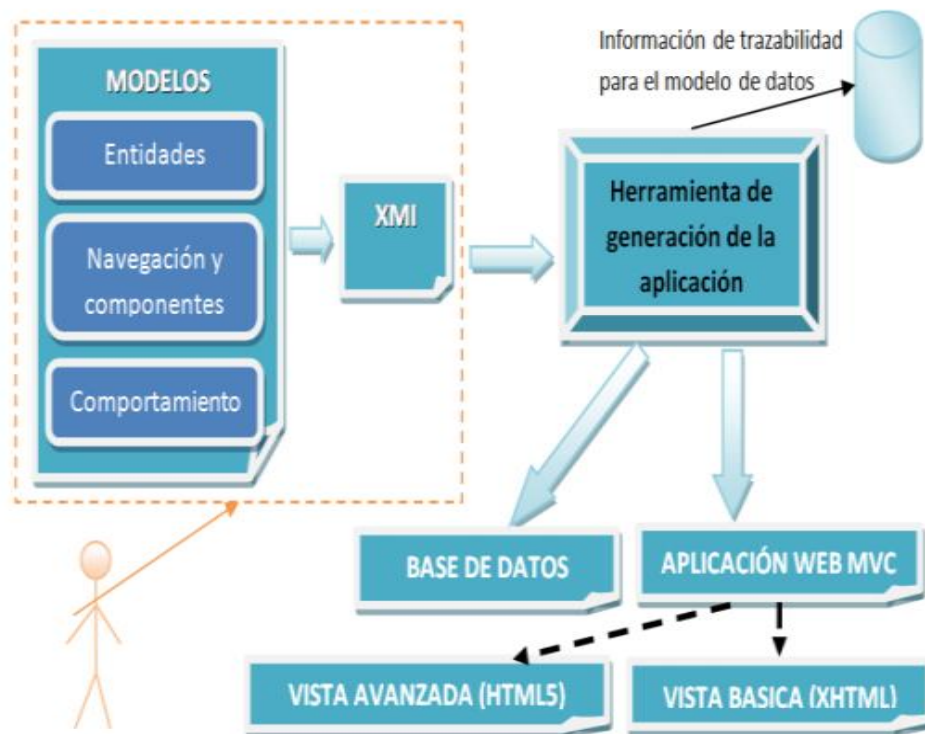 MODELOS
Entidades
Navegación y
componentes
Comportamiento
XMI
Información de trazabilidad
para el modelo de datos
Herramienta de
generación de la
aplicación
BASE DE DATOS
APLICACIÓN WEB MVC
VISTA AVANZADA (HTML5)
VISTA BASICA (XHTML)